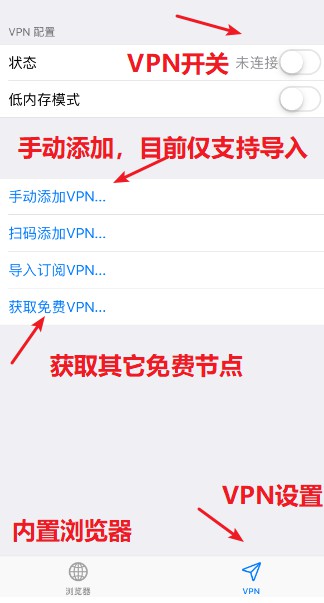 VPN 配置
状态
VPN开关
未连接
低内存模式
手动添加，目前仅支持导入
手动添加VPN...
扫码添加VPN...
导入订阅VPN...
获取免费VPN...
获取其它免费节点
VPN设置
内置浏览器
浏览器
VPN